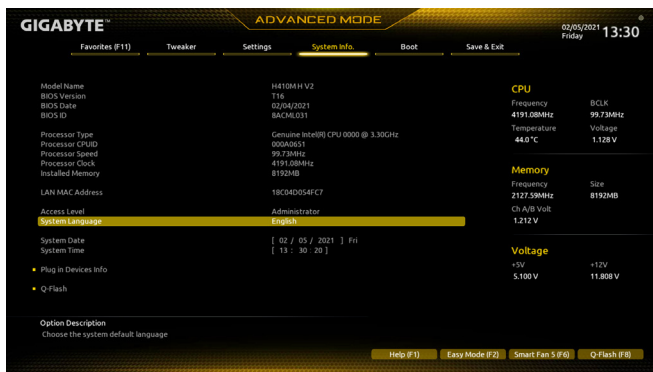 GIGABYTE™
ADVANCED MODE
02/05/2021 Friday 13:30
Favorites (F11) Tweaker Settings System Info. Boot Save & Exit
Model Name H410M H V2
BIOS Version T16
BIOS Date 02/04/2021
BIOS ID 8ACML031
Processor Type Genuine Intel(R) CPU 0000 @ 3.30GHz
Processor CPUID 000A0651
Processor Speed 99.73MHz
Processor Clock 4191.08MHz
Installed Memory 8192MB
LAN MAC Address 18C04D054FC7
Access Level Administrator
System Language English
System Date [ 02 / 05 / 2021 ] Fri
System Time [ 13 : 30 : 20 ]
Plug in Devices Info
Q-Flash
CPU
Frequency BCLK
4191.08MHz 99.73MHz
Temperature Voltage
44.0 °C 1.128 V
Memory
Frequency Size
2127.59MHz 8192MB
Ch A/B Volt
1.212 V
Voltage
+5V +12V
5.100 V 11.808 V
Option Description
Choose the system default language
Help (F1) Easy Mode (F2) Smart Fan 5 (F6) Q-Flash (F8)